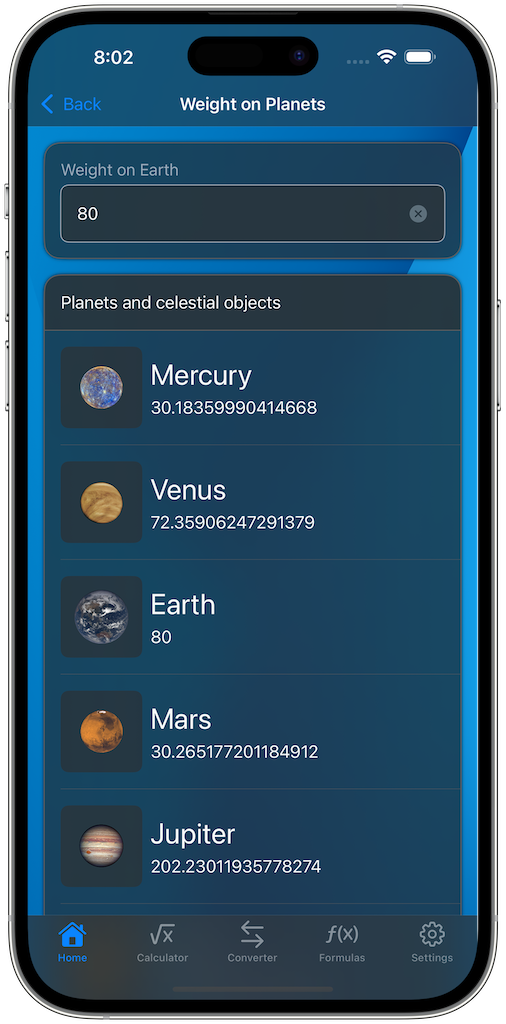 8:02
Back
Weight on Planets
Weight on Earth
80
Planets and celestial objects
Mercury
30.18359990414668
Venus
72.35906247291379
Earth
80
Mars
30.265177201184912
Jupiter
202.23011935778274
√x
f(x)
Home
Calculator
Converter
Formulas
Settings